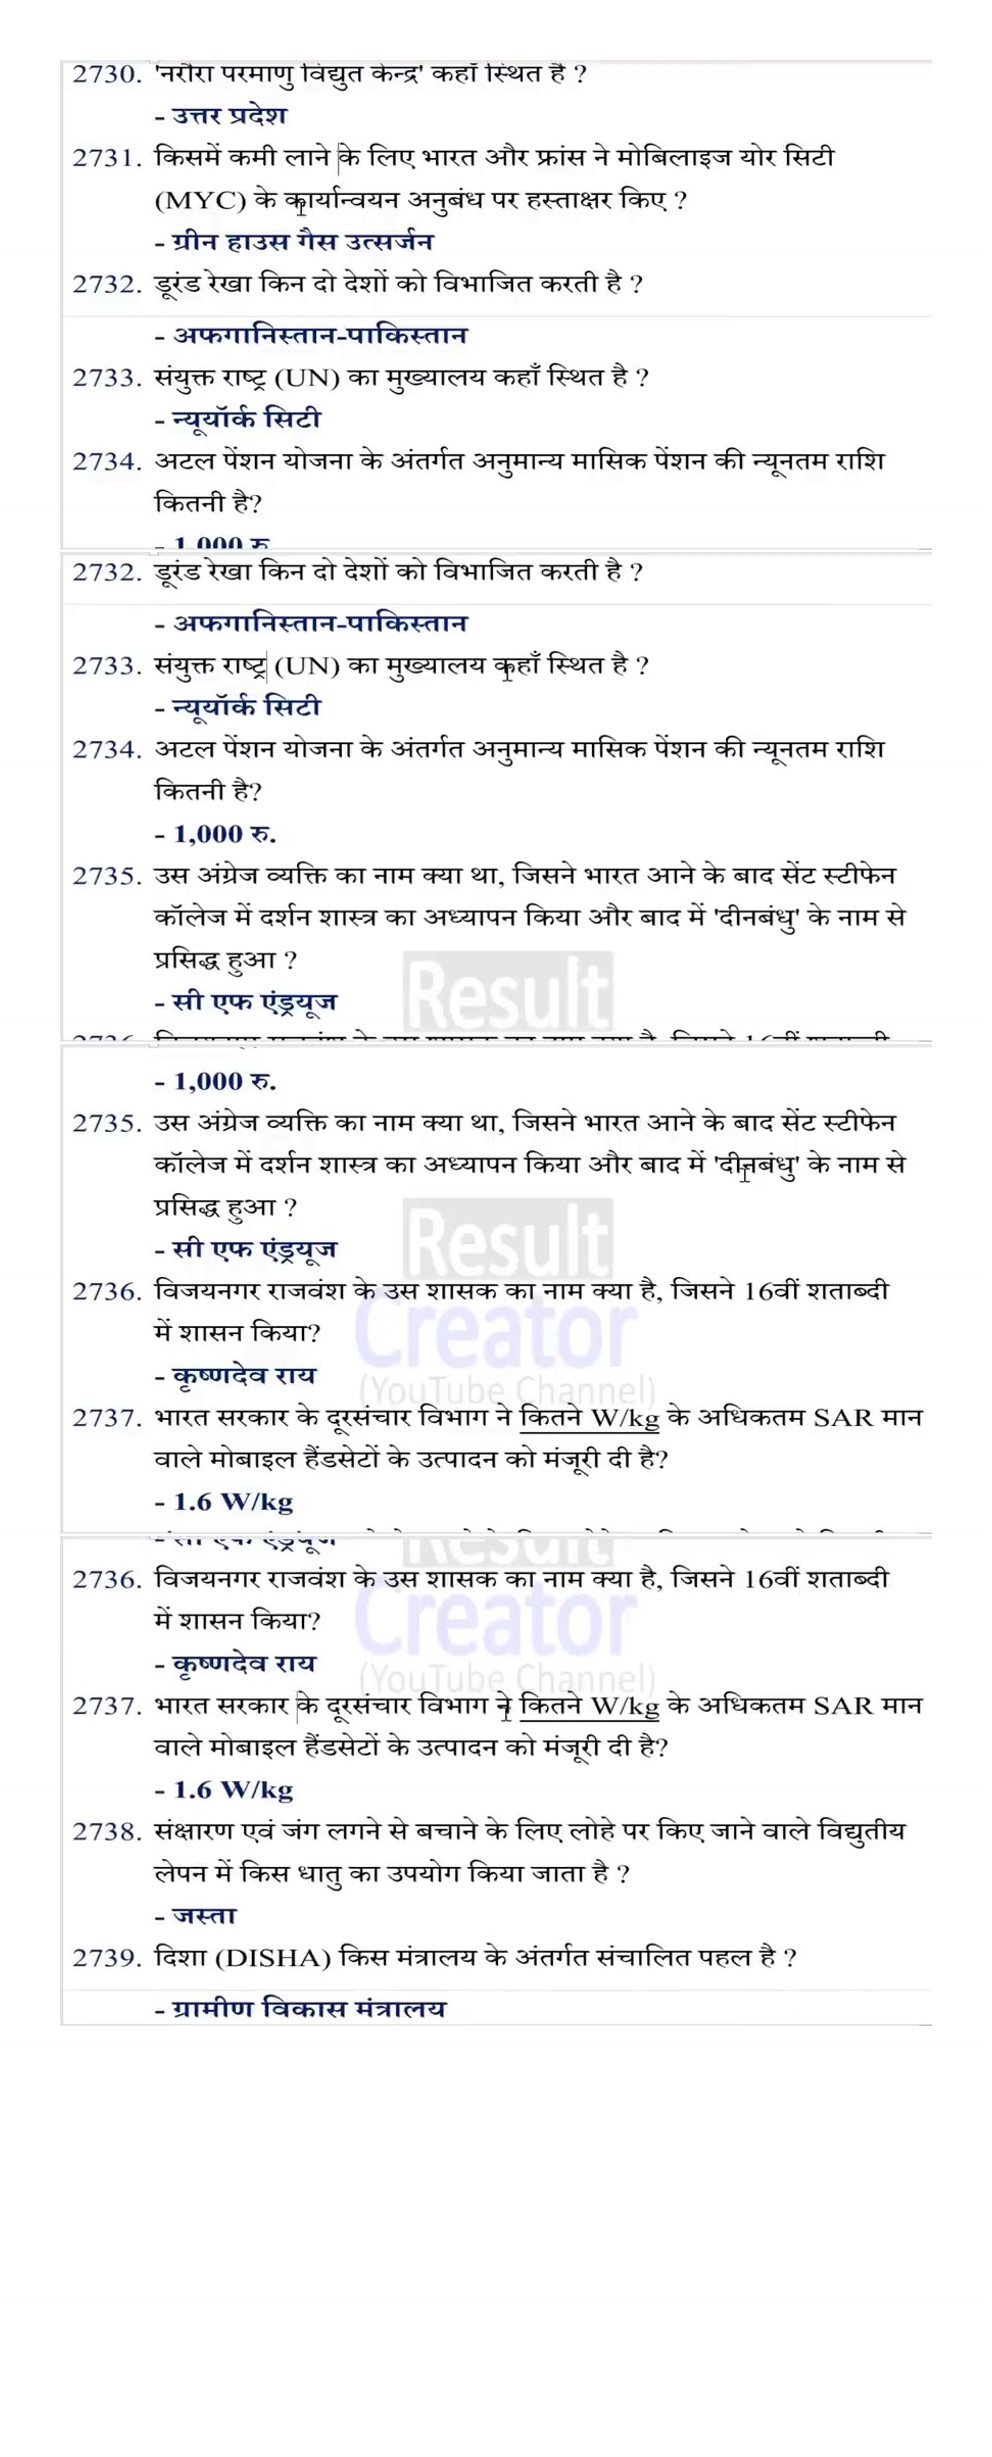 2730. 'नरौरा परमाणु विद्युत केन्द्र' कहाँ स्थित है ?
- उत्तर प्रदेश
2731. किसमें कमी लाने के लिए भारत और फ्रांस ने मोबिलाइज योर सिटी
(MYC) के कार्यान्वयन अनुबंध पर हस्ताक्षर किए ?
- ग्रीन हाउस गैस उत्सर्जन
2732. डूरंड रेखा किन दो देशों को विभाजित करती है ?
- अफगानिस्तान-पाकिस्तान
2733. संयुक्त राष्ट्र (UN) का मुख्यालय कहाँ स्थित है ?
- न्यूयॉर्क सिटी
2734. अटल पेंशन योजना के अंतर्गत अनुमान्य मासिक पेंशन की न्यूनतम राशि
कितनी है?
- 1,000 रु
2732. डूरंड रेखा किन दो देशों को विभाजित करती है ?
- अफगानिस्तान-पाकिस्तान
2733. संयुक्त राष्ट्र (UN) का मुख्यालय कहाँ स्थित है ?
- न्यूयॉर्क सिटी
2734. अटल पेंशन योजना के अंतर्गत अनुमान्य मासिक पेंशन की न्यूनतम राशि
कितनी है?
- 1,000 रु.
2735. उस अंग्रेज व्यक्ति का नाम क्या था, जिसने भारत आने के बाद सेंट स्टीफेन
कॉलेज में दर्शन शास्त्र का अध्यापन किया और बाद में 'दीनबंधु' के नाम से
प्रसिद्ध हुआ ?
Result
- सी एफ एंड्रयूज
- 1,000 रु.
2735. उस अंग्रेज व्यक्ति का नाम क्या था, जिसने भारत आने के बाद सेंट स्टीफेन
कॉलेज में दर्शन शास्त्र का अध्यापन किया और बाद में 'दीनबंधु' के नाम से
प्रसिद्ध हुआ ?
Result
- सी एफ एंड्रयूज
2736. विजयनगर राजवंश के उस शासक का नाम क्या है, जिसने 16वीं शताब्दी
में शासन किया?
Creator
- कृष्णदेव राय
(YouTube Channel)
2737. भारत सरकार के दूरसंचार विभाग ने कितने W/kg के अधिकतम SAR मान
वाले मोबाइल हैंडसेटों के उत्पादन को मंजूरी दी है?
- 1.6 W/kg
- सी एफ एंड्रयूज
Result
2736. विजयनगर राजवंश के उस शासक का नाम क्या है, जिसने 16वीं शताब्दी
में शासन किया?
Creator
- कृष्णदेव राय
(YouTube Channel)
2737. भारत सरकार के दूरसंचार विभाग ने कितने W/kg के अधिकतम SAR मान
वाले मोबाइल हैंडसेटों के उत्पादन को मंजूरी दी है?
- 1.6 W/kg
2738. संक्षारण एवं जंग लगने से बचाने के लिए लोहे पर किए जाने वाले विद्युतीय
लेपन में किस धातु का उपयोग किया जाता है ?
- जस्ता
2739. दिशा (DISHA) किस मंत्रालय के अंतर्गत संचालित पहल है ?
- ग्रामीण विकास मंत्रालय